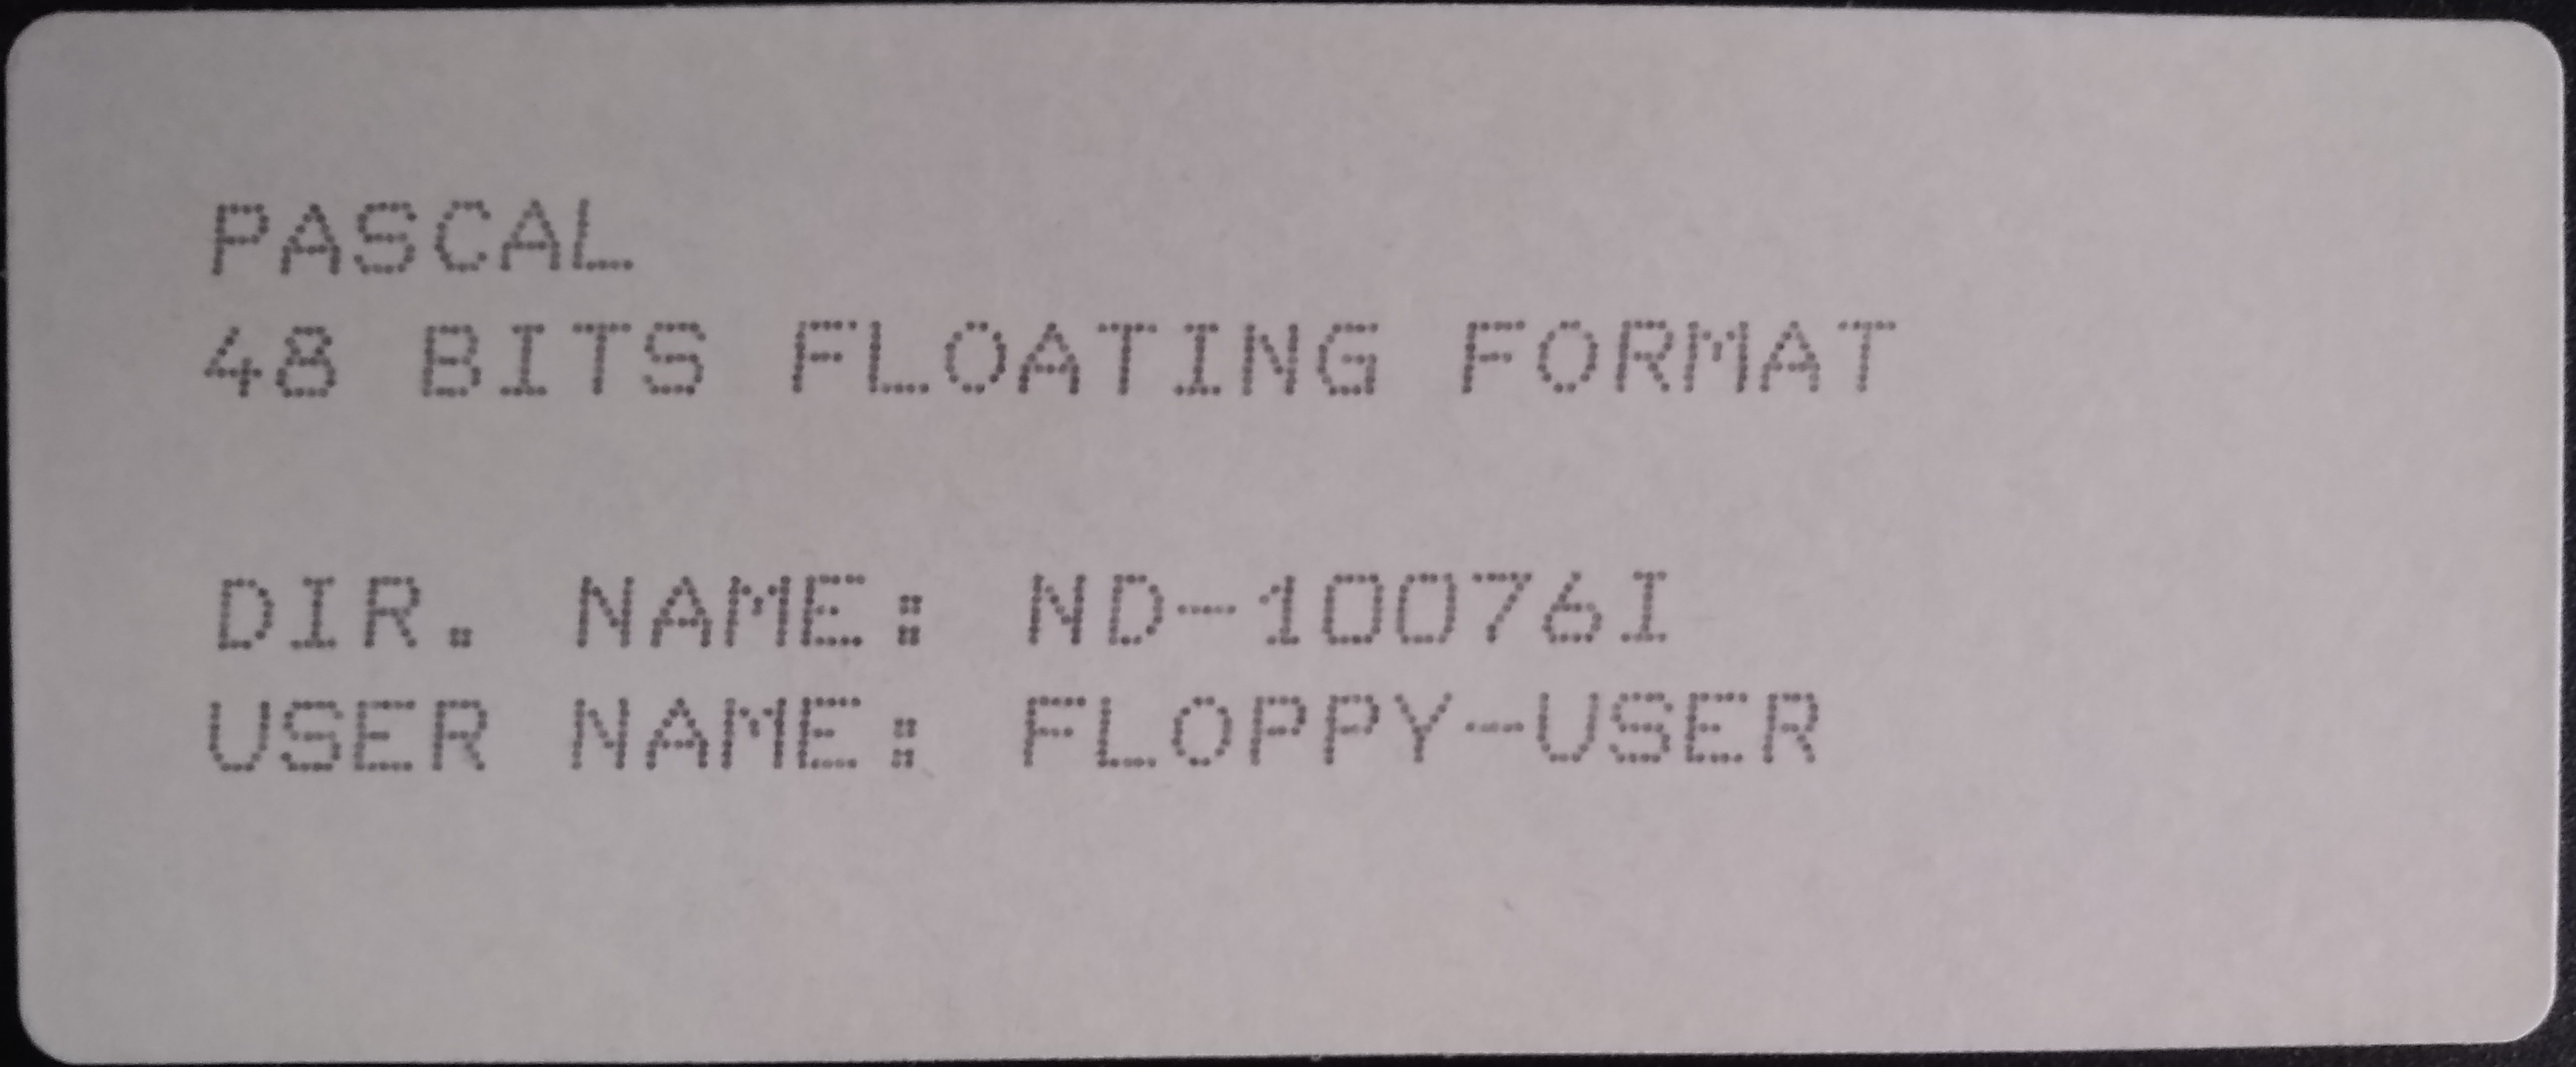 PASCAL
48 BITS FLOATING FORMAT
DIR. NAME: ND-10076I
USER NAME: FLOPPY-USER